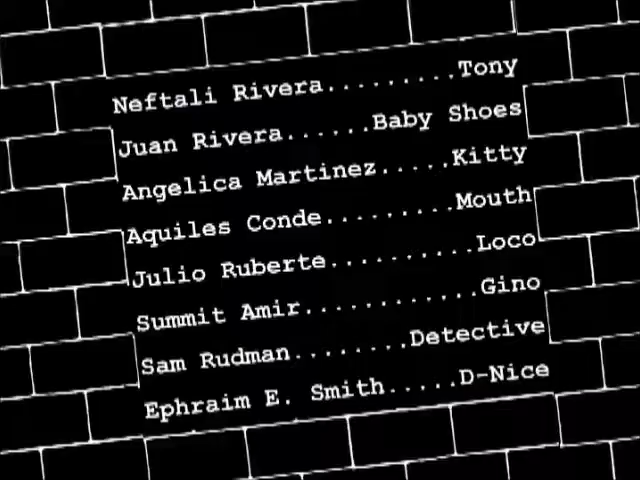 Neftali Rivera.........Tony
Juan Rivera......Baby Shoes
Angelica Martinez.....Kitty
Aquiles Conde.........Mouth
Julio Ruberte..........Loco
Summit Amir............Gino
Sam Rudman........Detective
Ephraim E. Smith.....D-Nice